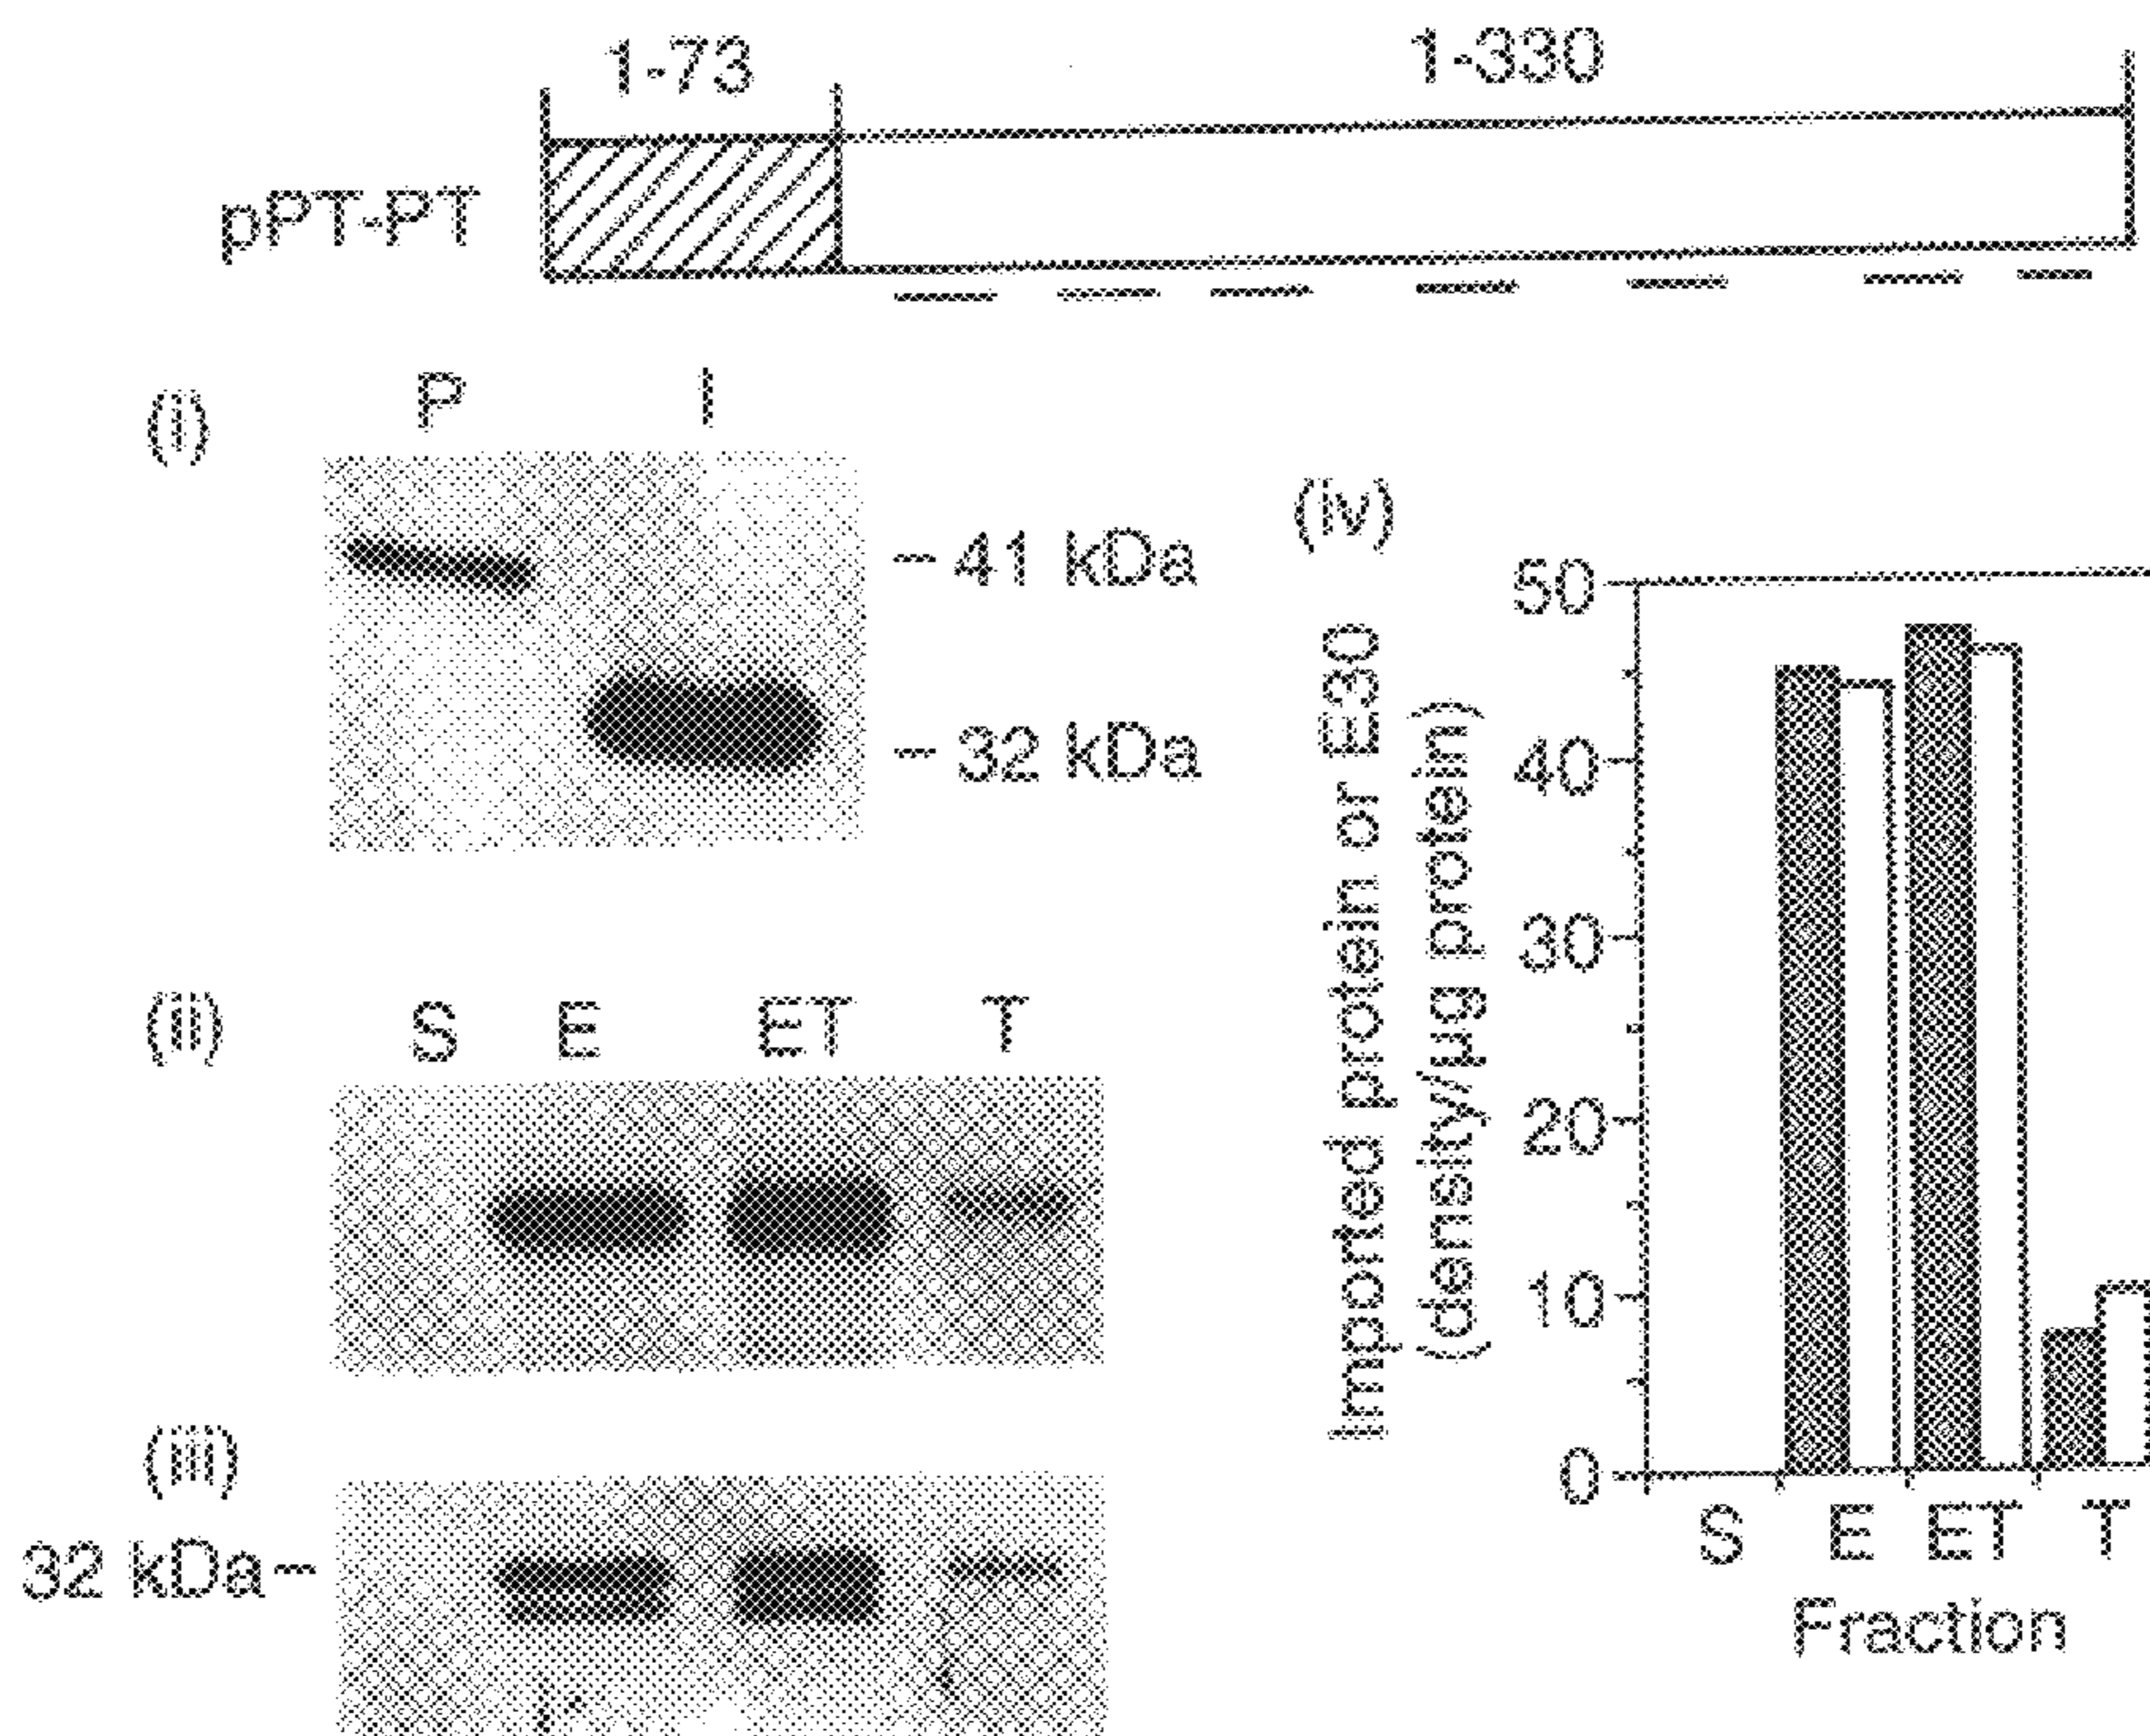 1-73 1-330
pPT-PT
(i) P I
- 41 kDa
- 32 kDa
(ii) S E ET T
(iii)
32 kDa-
(iv)
Imported protein or E30
(density/µg protein)
50
40
30
20
10
0
S E ET T
Fraction